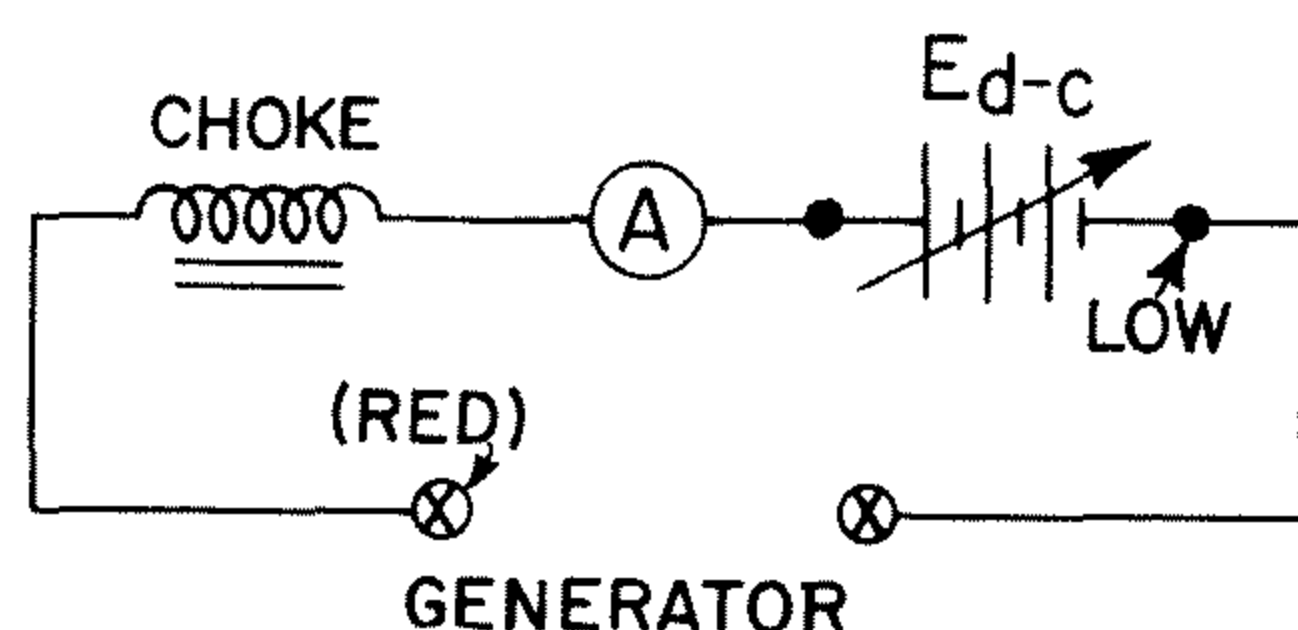 Ed-c
CHOKE
A
LOW
(RED)
X X
GENERATOR